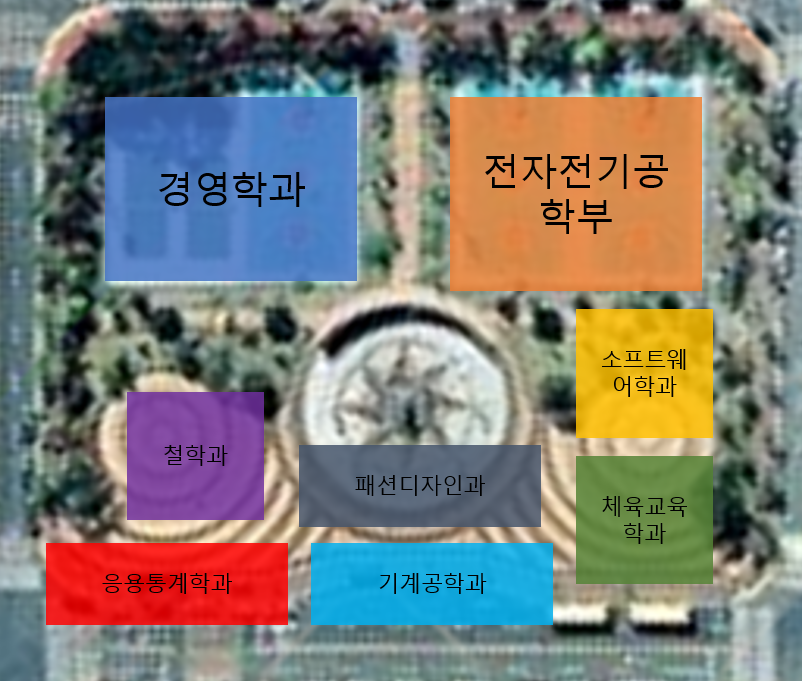 경영학과
전자전기공
학부
소프트웨
어학과
철학과
패션디자인과
체육교육
학과
응용통계학과
기계공학과